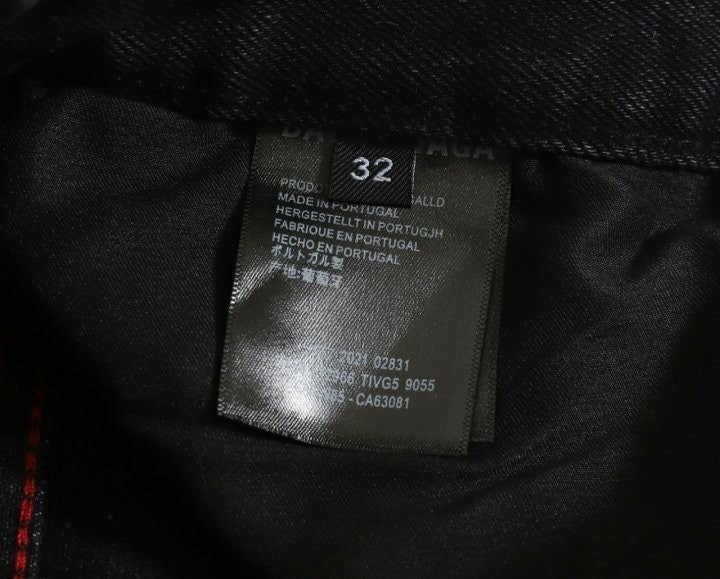 32
MADE IN PORTUGAL
HERGESTELLT IN PORTUGJH
FABRIQUE EN PORTUGAL
HECHO EN PORTUGAL
ポルトガル製
产地:葡萄牙
2021 02831
TIVG5 9055
- CA63081